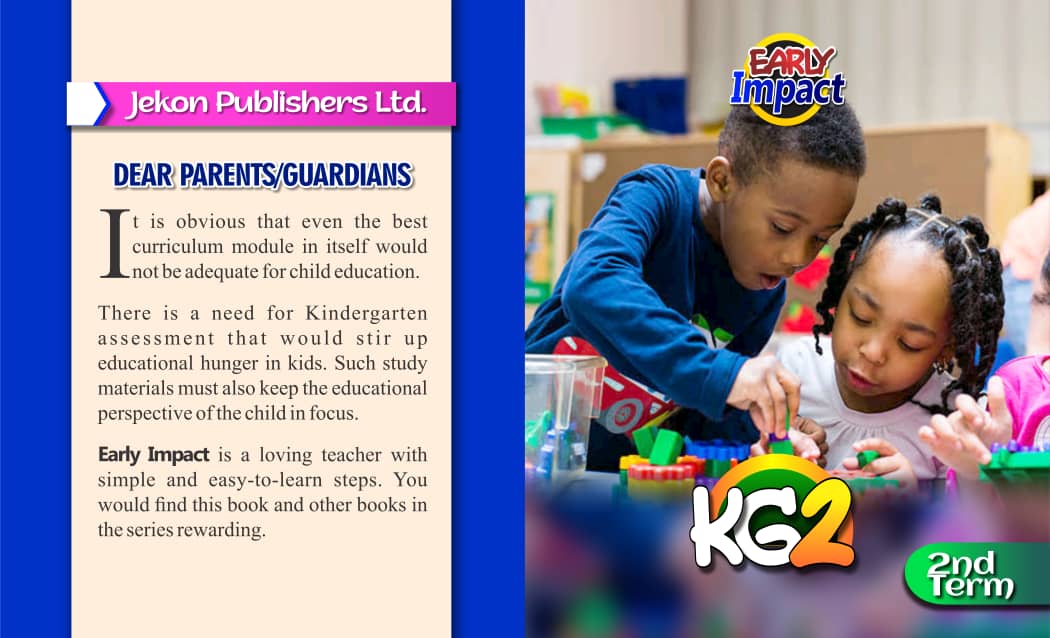 Jekon Publishers Ltd.
DEAR PARENTS/GUARDIANS
It is obvious that even the best
curriculum module in itself would
not be adequate for child education.
There is a need for Kindergarten
assessment that would stir up
educational hunger in kids. Such study
materials must also keep the educational
perspective of the child in focus.
Early Impact is a loving teacher with
simple and easy-to-learn steps. You
would find this book and other books in
the series rewarding.
EARLY
Impact
KG2
2nd
Term